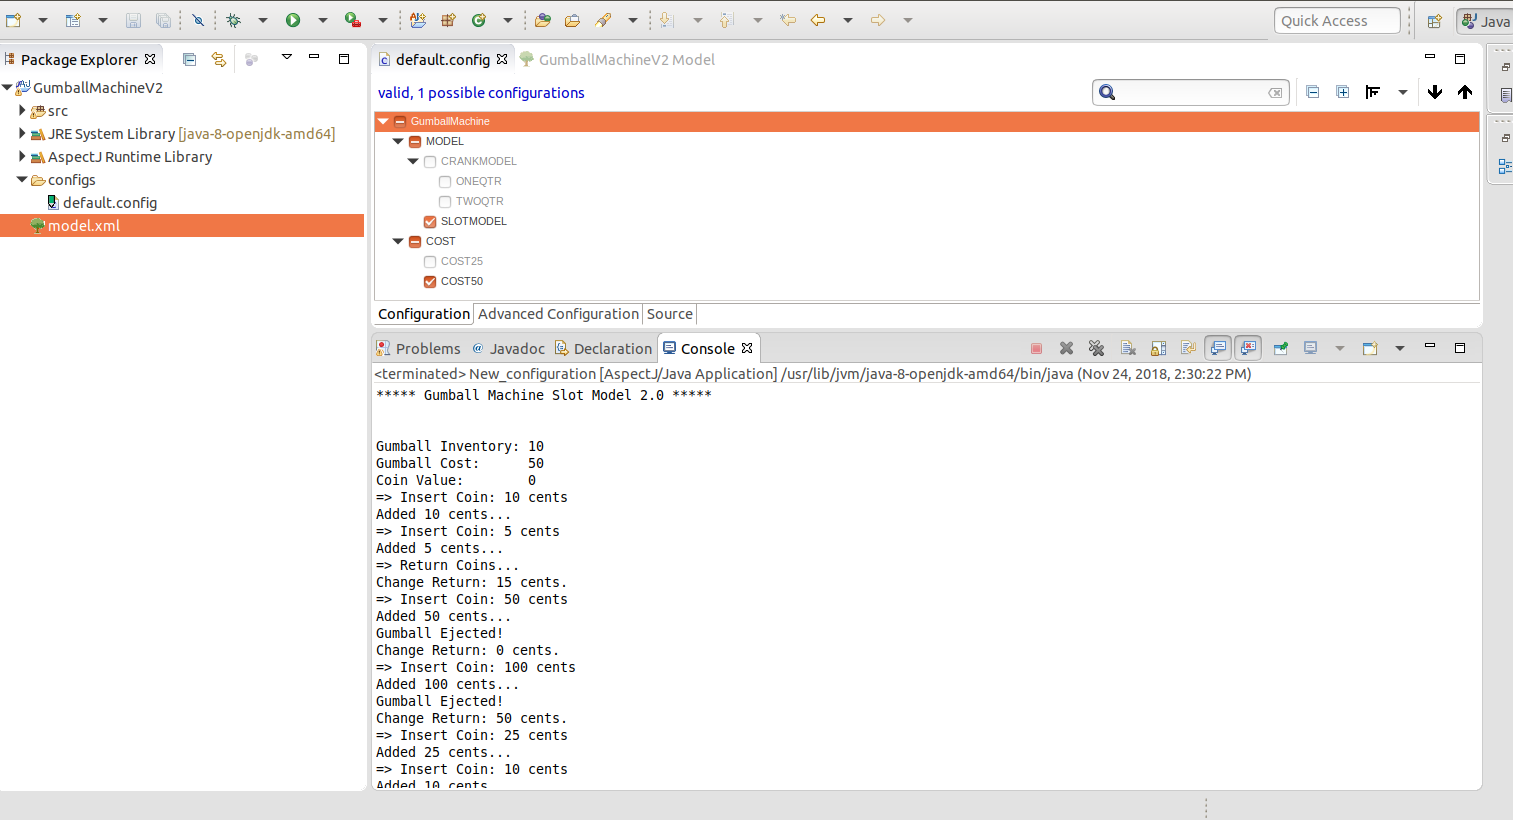 Quick Access
Java
Package Explorer
GumballMachineV2
src
JRE System Library [java-8-openjdk-amd64]
AspectJ Runtime Library
configs
default.config
model.xml
default.config
GumballMachineV2 Model
valid, 1 possible configurations
GumballMachine
MODEL
CRANKMODEL
ONEQTR
TWOQTR
SLOTMODEL
COST
COST25
COST50
Configuration Advanced Configuration Source
Problems @ Javadoc Declaration Console
<terminated> New_configuration [AspectJ/Java Application] /usr/lib/jvm/java-8-openjdk-amd64/bin/java (Nov 24, 2018, 2:30:22 PM)
***** Gumball Machine Slot Model 2.0 *****
Gumball Inventory: 10
Gumball Cost: 50
Coin Value: 0
=> Insert Coin: 10 cents
Added 10 cents...
=> Insert Coin: 5 cents
Added 5 cents...
=> Return Coins...
Change Return: 15 cents.
=> Insert Coin: 50 cents
Added 50 cents...
Gumball Ejected!
Change Return: 0 cents.
=> Insert Coin: 100 cents
Added 100 cents...
Gumball Ejected!
Change Return: 50 cents.
=> Insert Coin: 25 cents
Added 25 cents...
=> Insert Coin: 10 cents
Added 10 cents